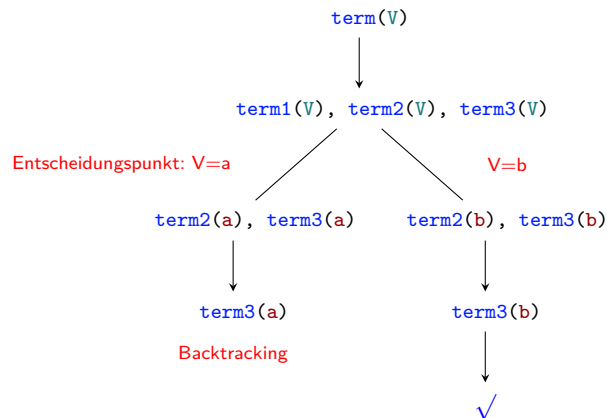 term(V)
term1(V), term2(V), term3(V)
Entscheidungspunkt: V=a
V=b
term2(a), term3(a)
term2(b), term3(b)
term3(a)
term3(b)
Backtracking
√